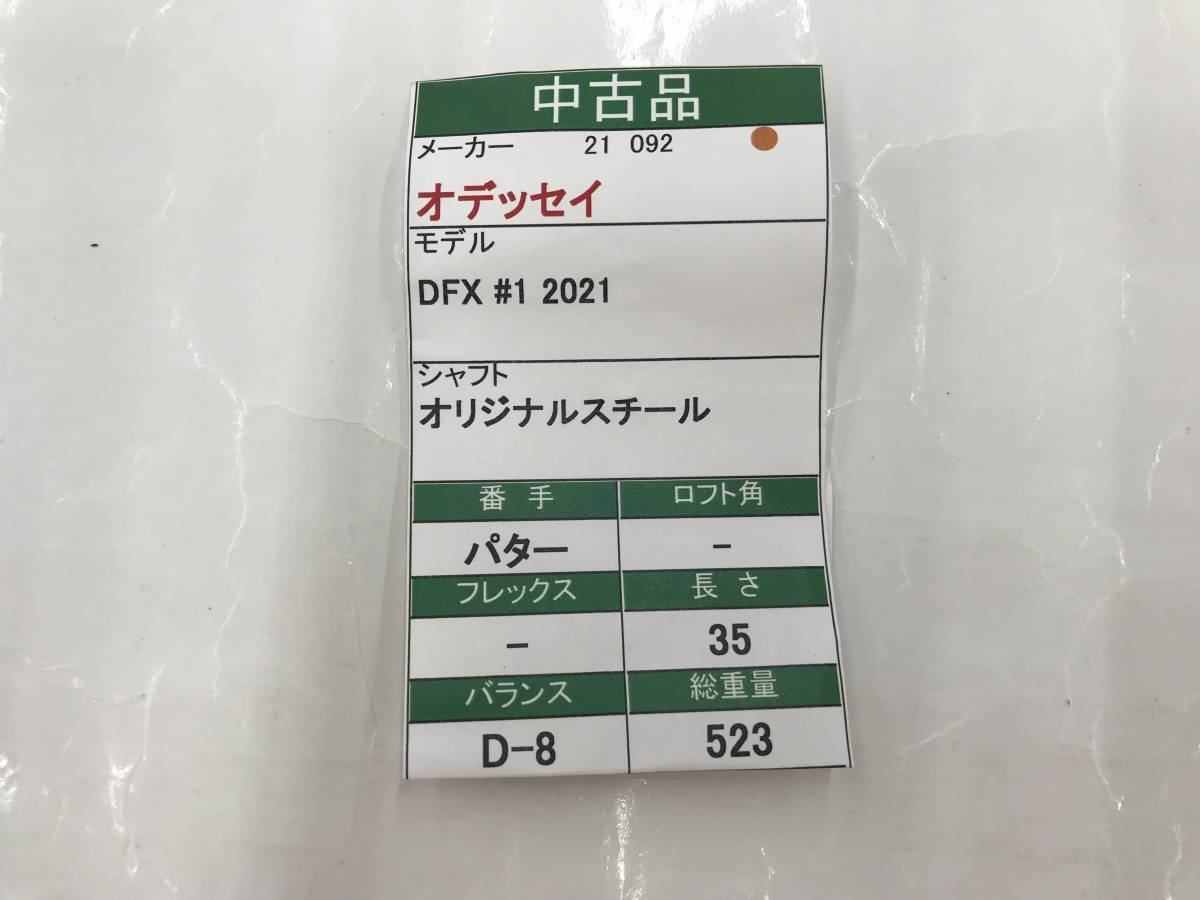 中古品
メーカー 21 092
オデッセイ
モデル
DFX #1 2021
シャフト
オリジナルスチール
番 手 ロフト角
パター -
フレックス 長 さ
- 35
バランス 総重量
D-8 523